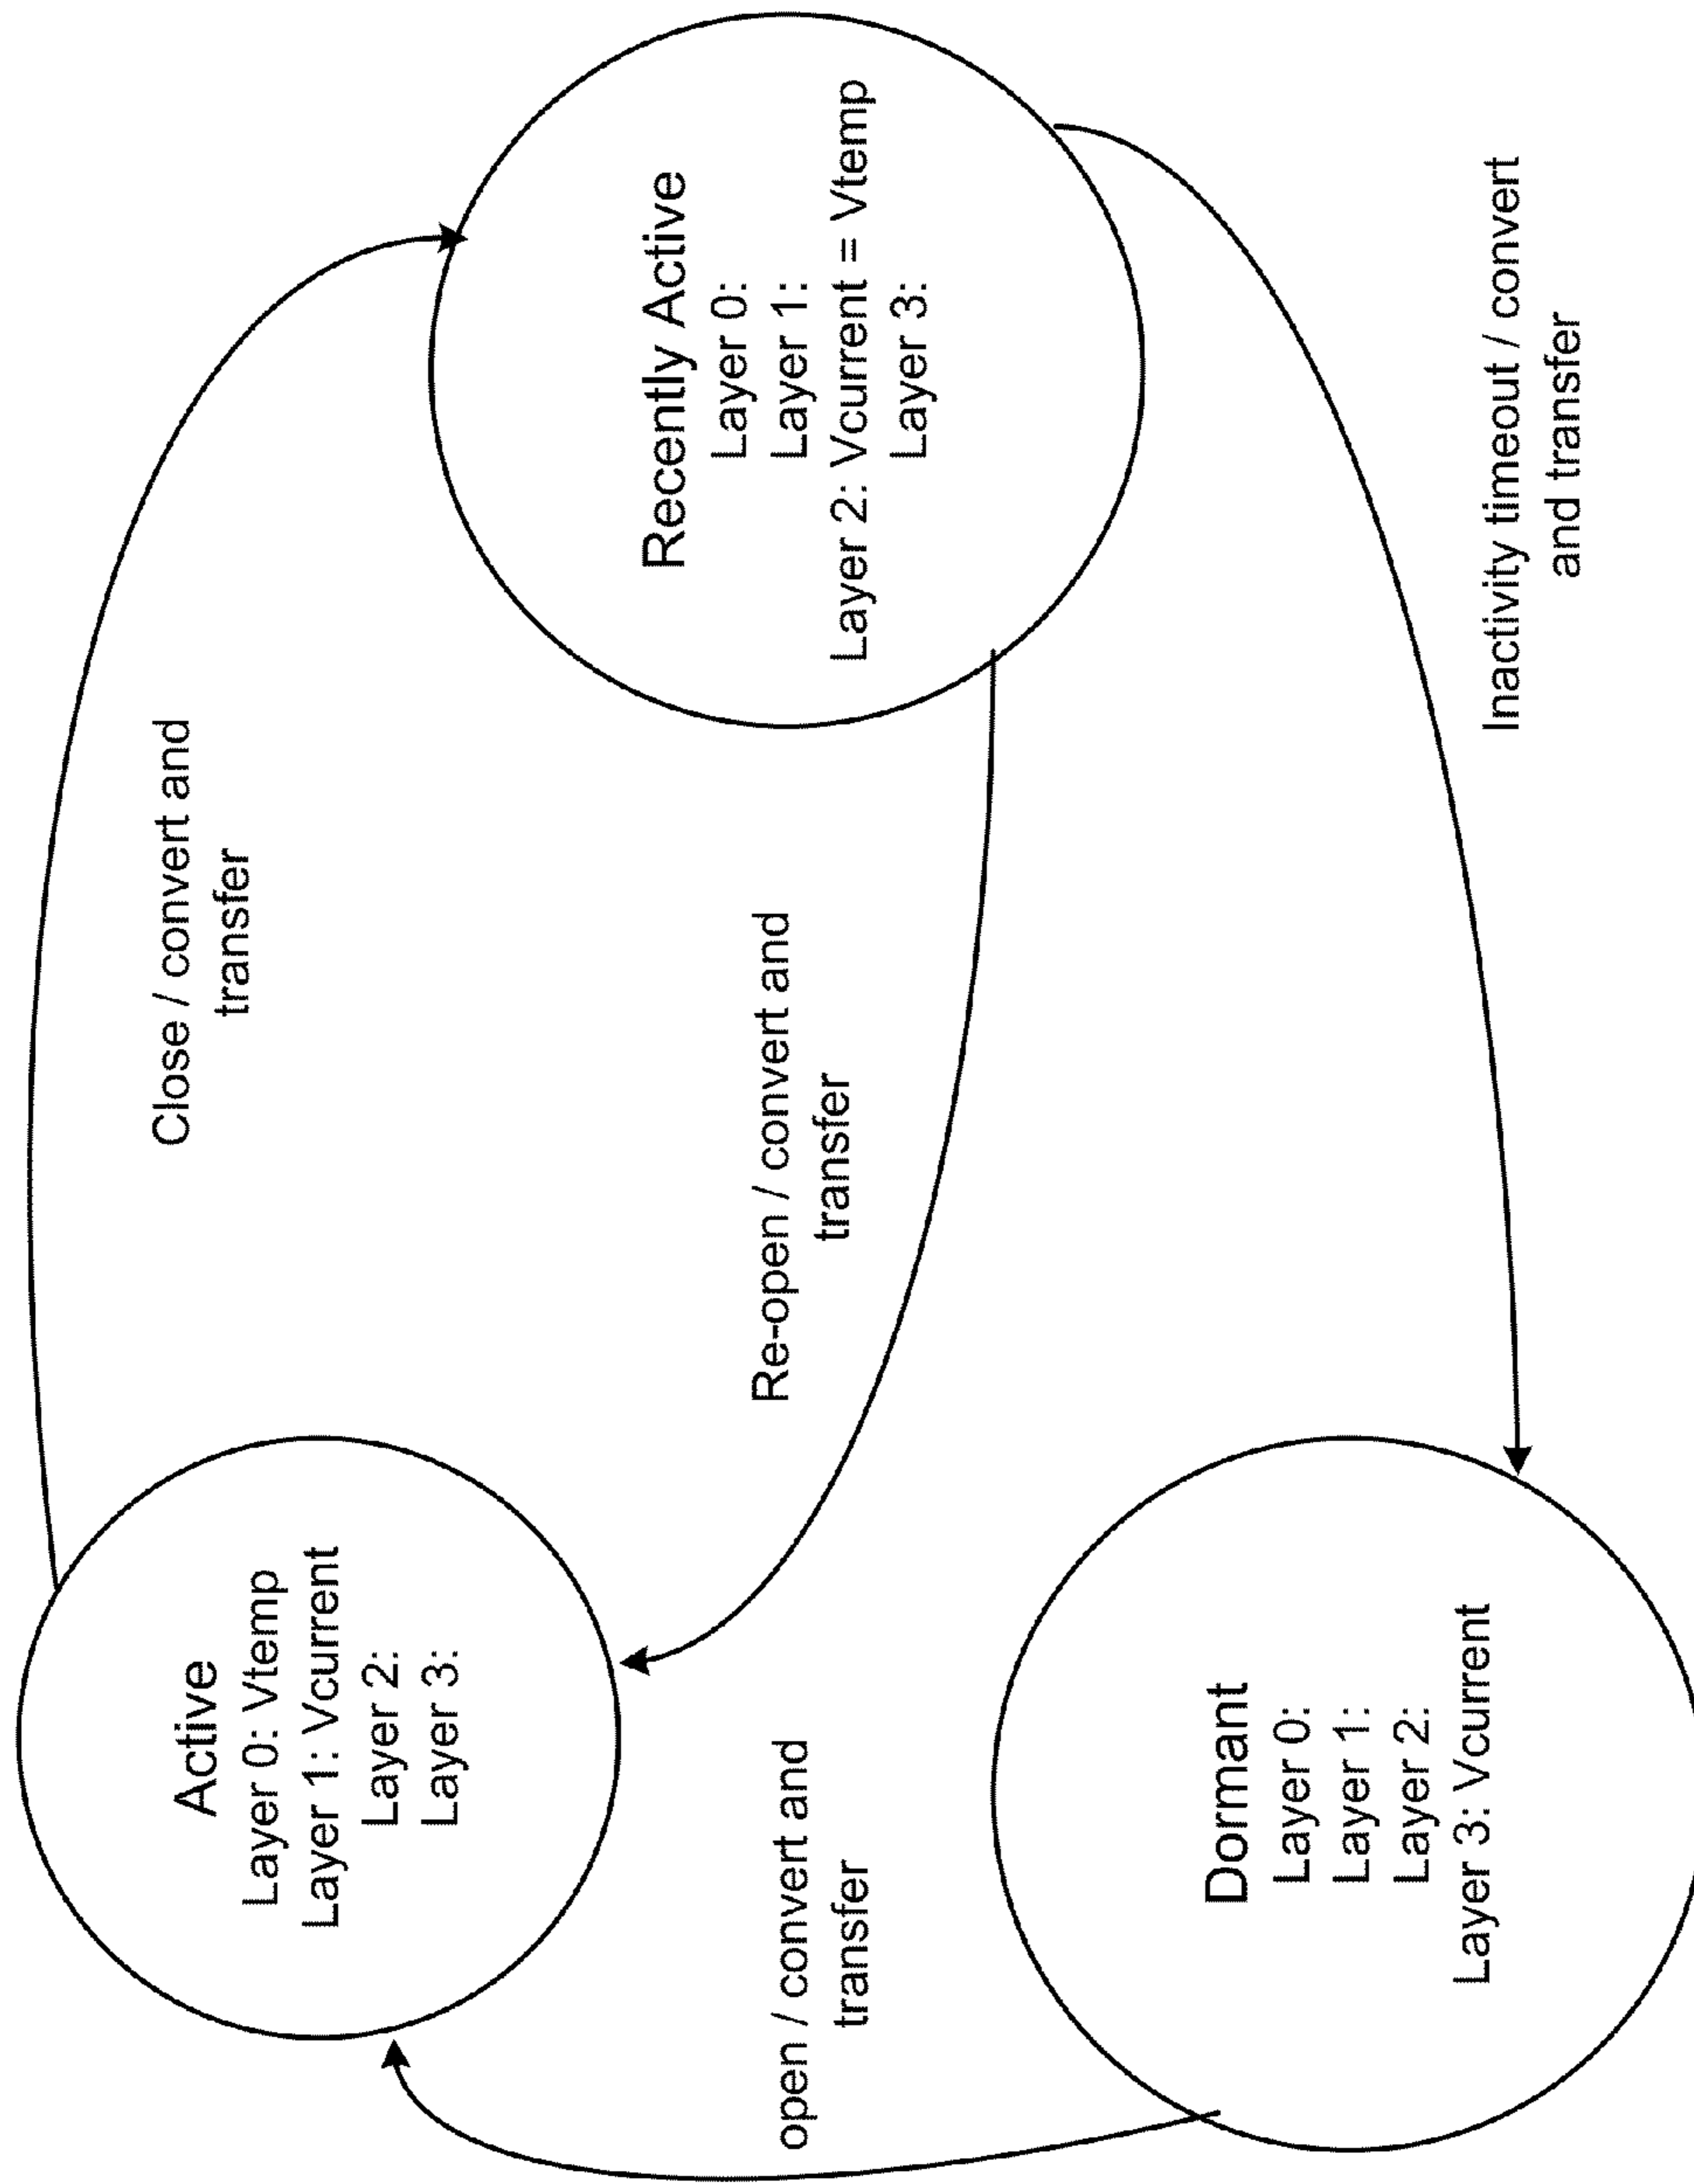 Active
Layer 0: Vtemp
Layer 1: Vcurrent
Layer 2:
Layer 3:
Close / convert and
transfer
Recently Active
Layer 0:
Layer 1:
Layer 2: Vcurrent = Vtemp
Layer 3:
Re-open / convert and
transfer
open / convert and
transfer
Dormant
Layer 0:
Layer 1:
Layer 2:
Layer 3: Vcurrent
Inactivity timeout / convert
and transfer